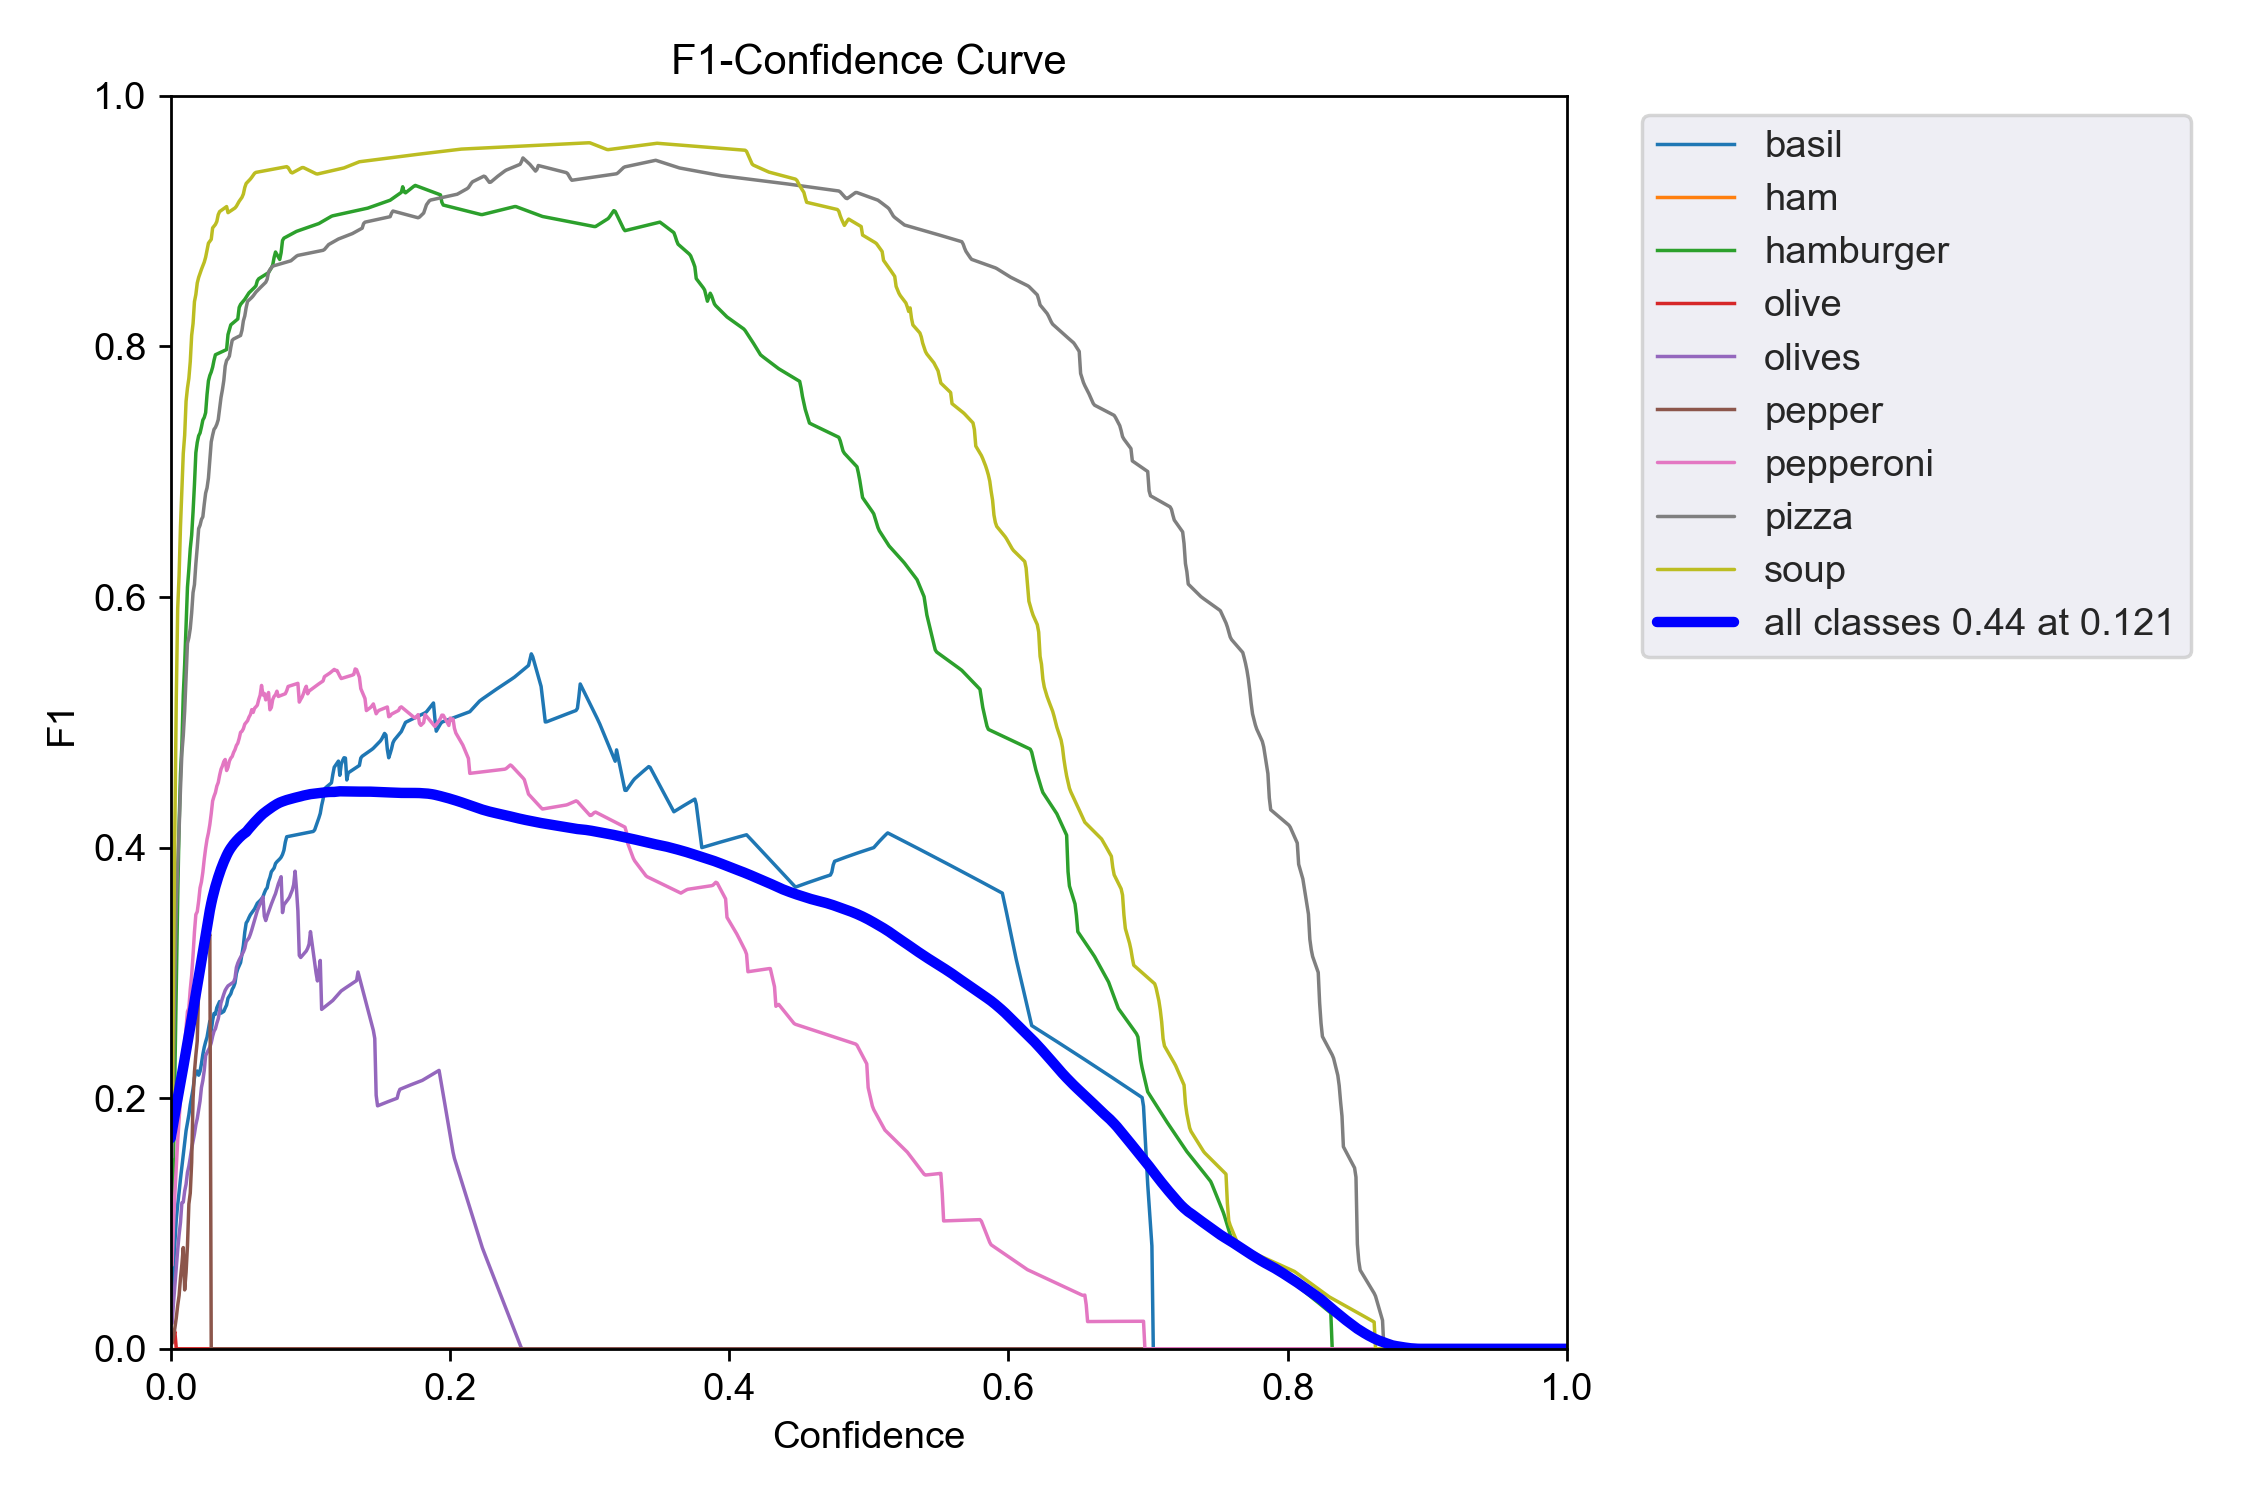 F1-Confidence Curve
1.0
0.8
0.6
0.4
0.2
0.0
F1
0.0 0.2 0.4 0.6 0.8 1.0
Confidence
basil
ham
hamburger
olive
olives
pepper
pepperoni
pizza
soup
all classes 0.44 at 0.121